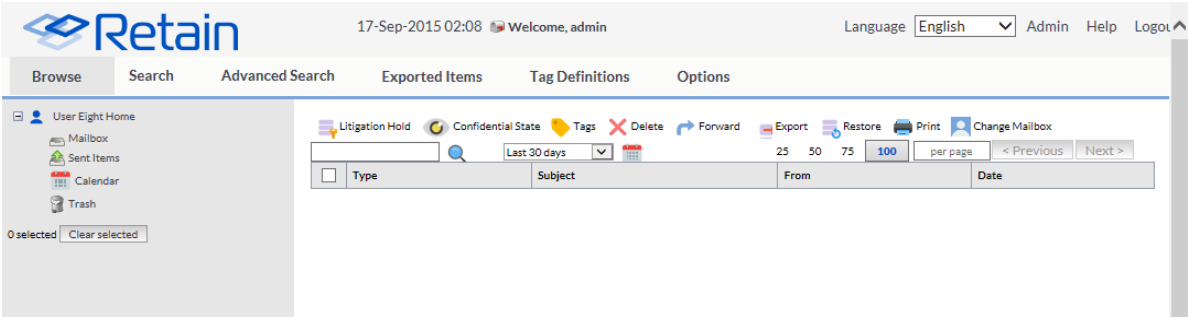 Retain
17-Sep-2015 02:08 Welcome, admin
Language English Admin Help
Browse Search Advanced Search Exported Items Tag Definitions Options
User Eight Home
Mailbox
Sent Items
Calendar
Trash
0 selected Clear selected
Litigation Hold Confidential State Tags Delete Forward Export Restore Print Change Mailbox
Last 30 days 25 50 75 100 per page < Previous Next >
Type Subject From Date